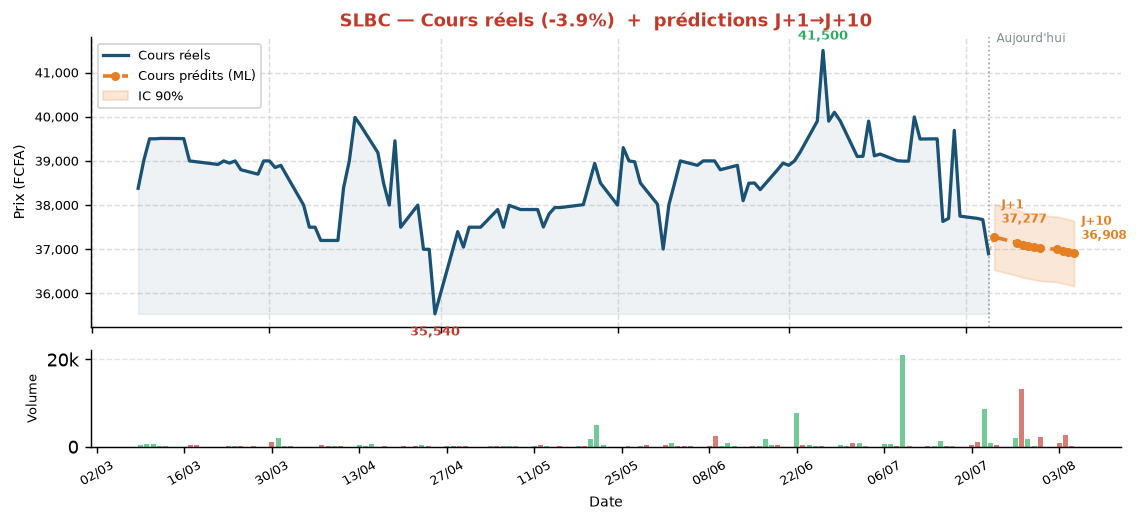 SLBC — Cours réels (-3.9%)  +  prédictions J+1→J+10
41,500
Aujourd'hui
Cours réels
Cours prédits (ML)
IC 90%
Prix (FCFA)
41,000
40,000
39,000
38,000
37,000
36,000
J+1
37,277
J+10
36,908
35,540
Volume
20k
0
02/03
16/03
30/03
13/04
27/04
11/05
25/05
08/06
22/06
06/07
20/07
03/08
Date